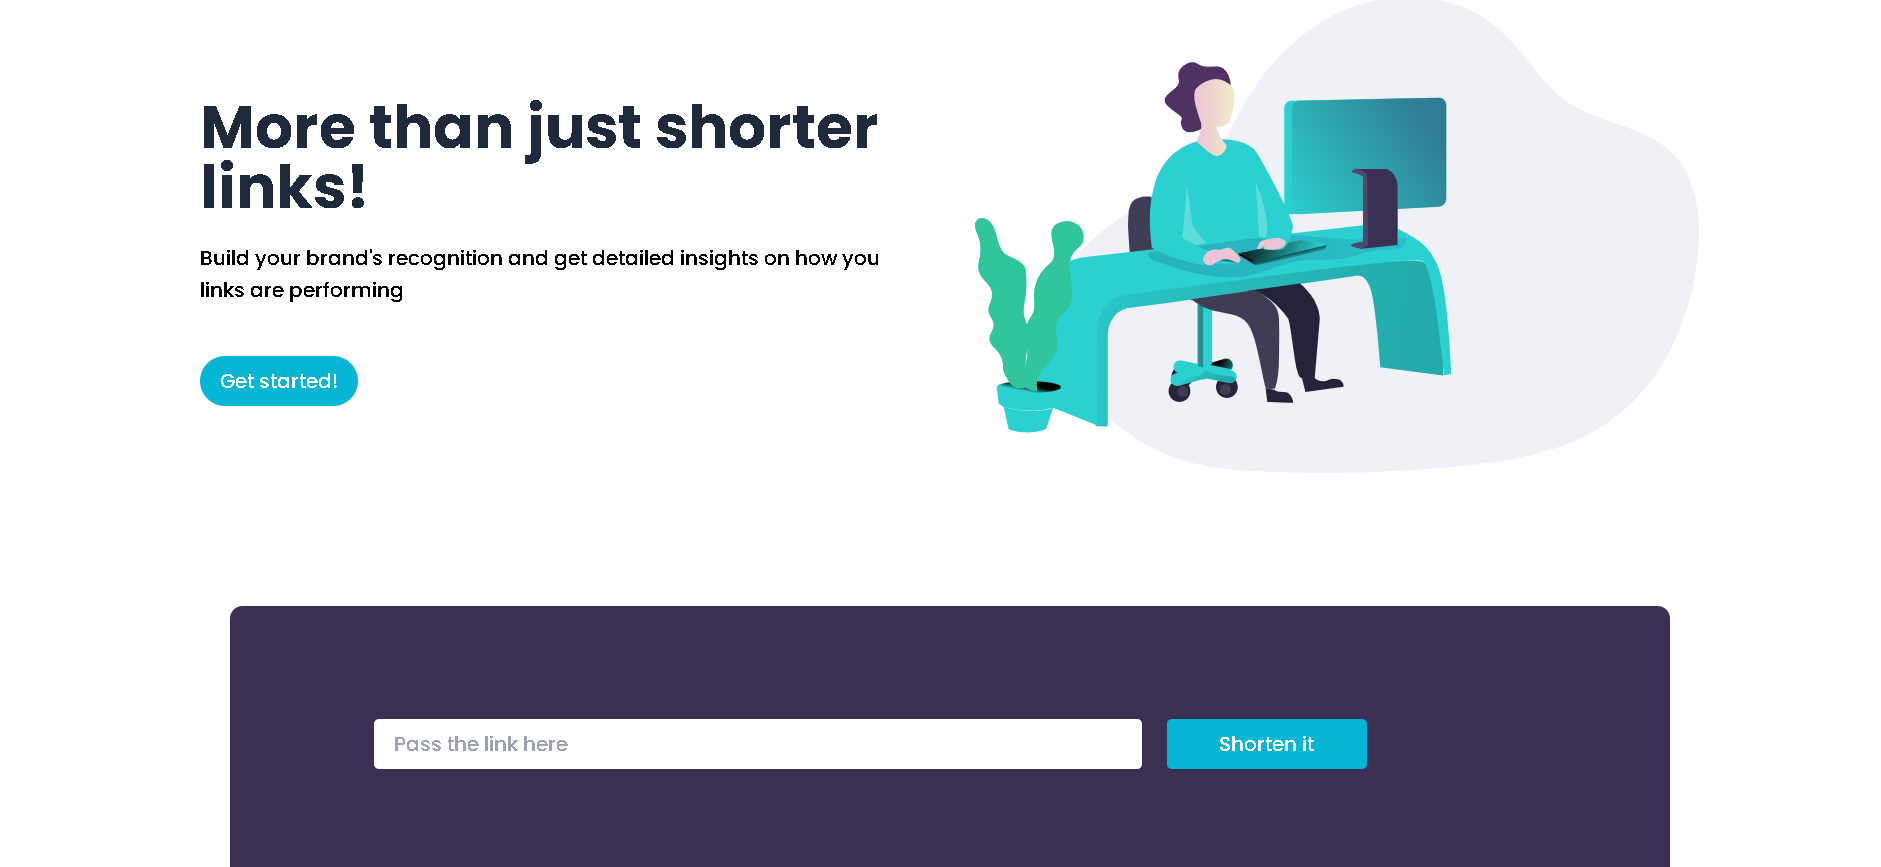 More than just shorter
links!
Build your brand's recognition and get detailed insights on how you
links are performing
Get started!
Pass the link here
Shorten it